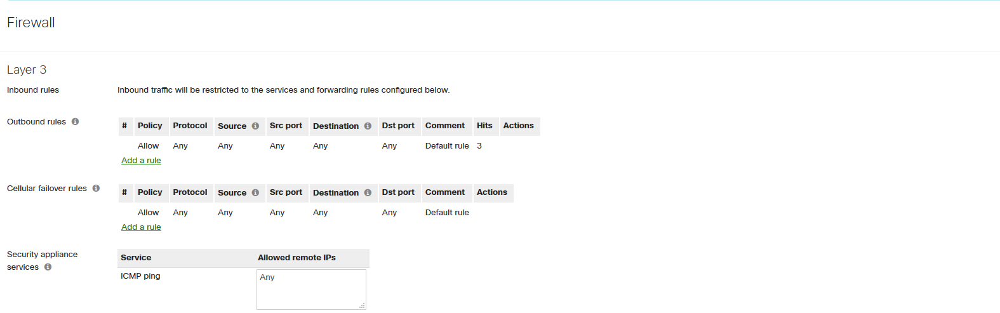 Firewall
Layer 3
Inbound rules Inbound traffic will be restricted to the services and forwarding rules configured below.
Outbound rules # Policy Protocol Source Src port Destination Dst port Comment Hits Actions
Allow Any Any Any Any Any Default rule 3
Add a rule
Cellular failover rules # Policy Protocol Source Src port Destination Dst port Comment Actions
Allow Any Any Any Any Any Default rule
Add a rule
Security appliance services
Service Allowed remote IPs
ICMP ping Any